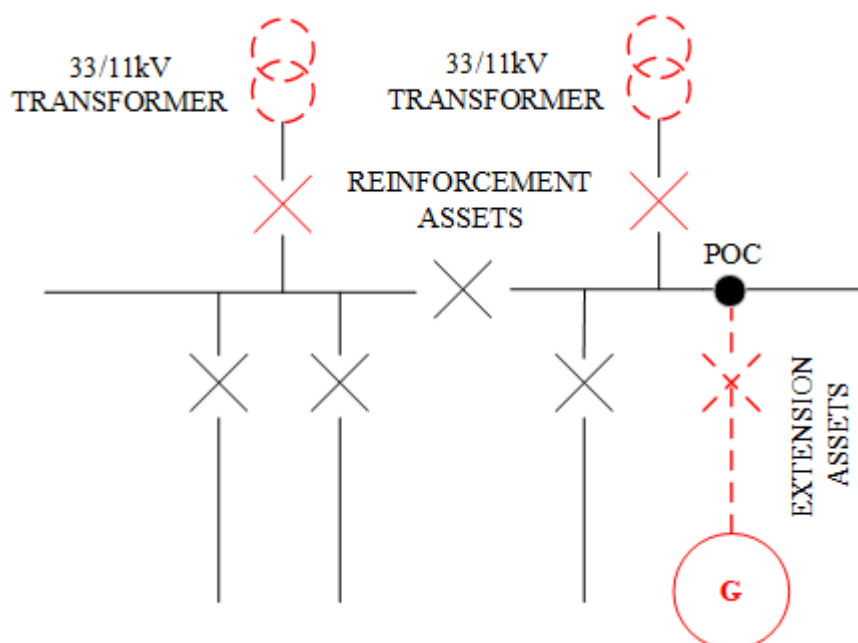 33/11kV
TRANSFORMER
33/11kV
TRANSFORMER
REINFORCEMENT
ASSETS
POC
EXTENSION
ASSETS
G